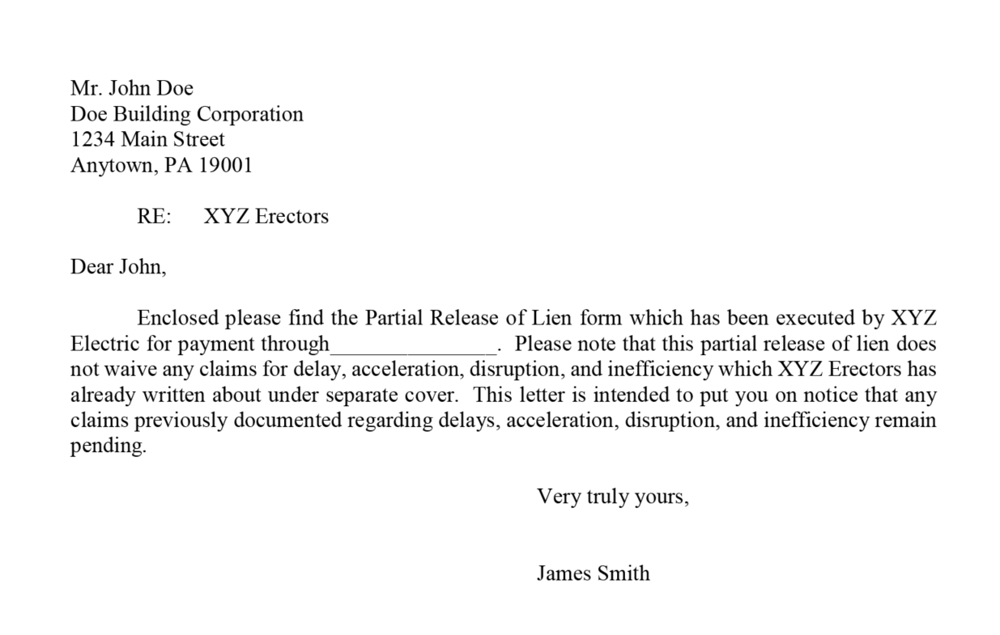 Mr. John Doe
Doe Building Corporation
1234 Main Street
Anytown, PA 19001
RE: XYZ Erectors
Dear John,
Enclosed please find the Partial Release of Lien form which has been executed by XYZ
Electric for payment through_______________. Please note that this partial release of lien does
not waive any claims for delay, acceleration, disruption, and inefficiency which XYZ Erectors has
already written about under separate cover. This letter is intended to put you on notice that any
claims previously documented regarding delays, acceleration, disruption, and inefficiency remain
pending.
Very truly yours,
James Smith